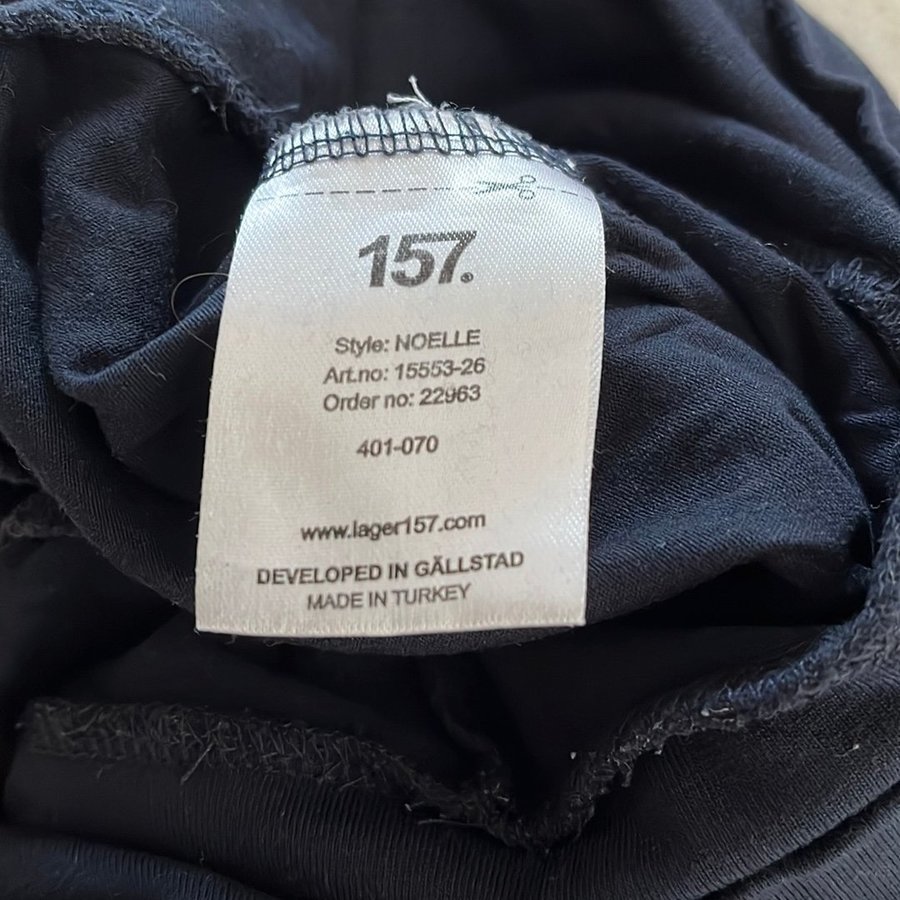 157.
Style: NOELLE
Art.no: 15553-26
Order no: 22963
401-070
www.lager157.com
DEVELOPED IN GÄLLSTAD
MADE IN TURKEY